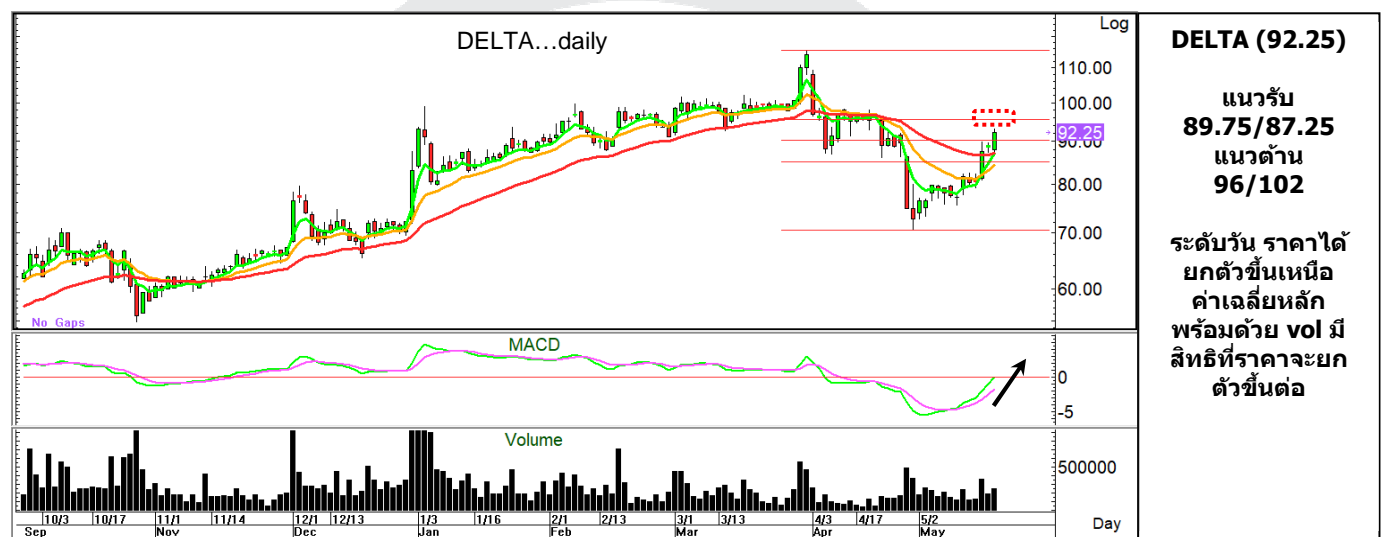 DELTA...daily
Log
110.00
100.00
92.25
90.00
80.00
70.00
60.00
No Gaps
MACD
0
-5
Volume
500000
10/3 10/17 11/1 11/14 12/1 12/13 1/3 1/16 2/1 2/13 3/1 3/13 4/3 4/17 5/2
Sep Nov Dec Jan Feb Mar Apr May
Day
DELTA (92.25)
แนวรับ
89.75/87.25
แนวต้าน
96/102
ระดับวัน ราคาได้
ยกตัวขึ้นเหนือ
ค่าเฉลี่ยหลัก
พร้อมด้วย vol มี
สิทธิที่ราคาจะยก
ตัวขึ้นต่อ